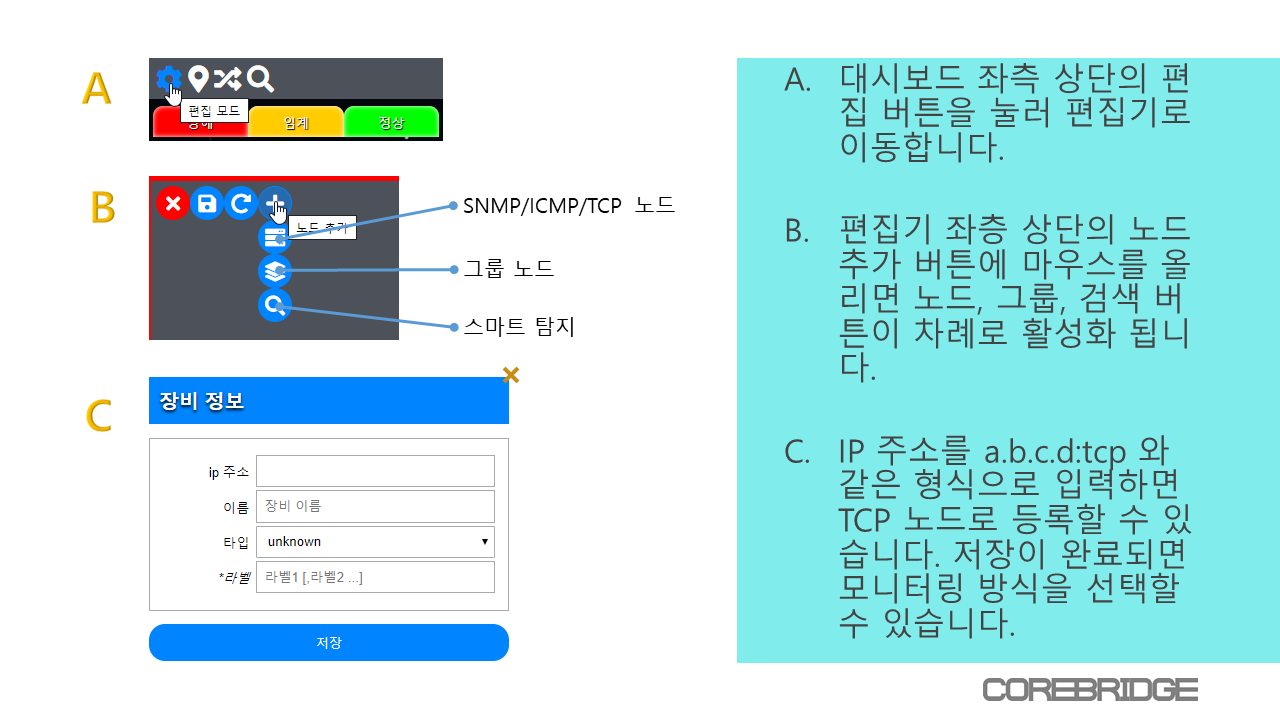 A
편집 모드
임계
정상
B
노드 추가
SNMP/ICMP/TCP 노드
그룹 노드
스마트 탐지
C
장비 정보
ip 주소
이름
장비 이름
타입
unknown
*라벨
라벨1 [,라벨2 ...]
저장
A. 대시보드 좌측 상단의 편
집 버튼을 눌러 편집기로
이동합니다.
B. 편집기 좌층 상단의 노드
추가 버튼에 마우스를 올
리면 노드, 그룹, 검색 버
튼이 차례로 활성화 됩니
다.
C. IP 주소를 a.b.c.d:tcp 와
같은 형식으로 입력하면
TCP 노드로 등록할 수 있
습니다. 저장이 완료되면
모니터링 방식을 선택할
수 있습니다.
COREBRIDGE